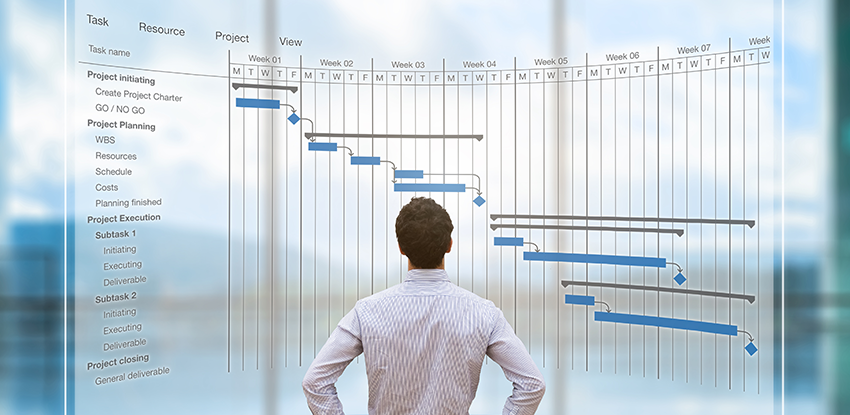 Task Resource Project View
Task name
Week 01 Week 02 Week 03 Week 04 Week 05 Week 06 Week 07 Week
M T W T F M T W T F M T W T F M T W T F M T W T F M T W T F M T W T F M T W
Project initiating
Create Project Charter
GO / NO GO
Project Planning
WBS
Resources
Schedule
Costs
Planning finished
Project Execution
Subtask 1
Initiating
Executing
Deliverable
Subtask 2
Initiating
Executing
Deliverable
Project closing
General deliverable